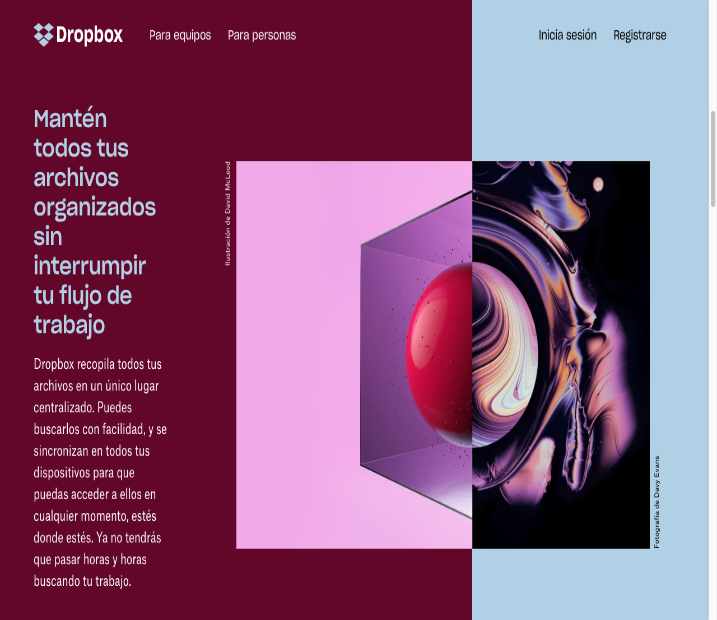 Dropbox
Para equipos
Para personas
Inicia sesión
Registrarse
Mantén
todos tus
archivos
organizados
sin
interrumpir
tu flujo de
trabajo
Dropbox recopila todos tus
archivos en un único lugar
centralizado. Puedes
buscarlos con facilidad, y se
sincronizan en todos tus
dispositivos para que
puedas acceder a ellos en
cualquier momento, estés
donde estés. Ya no tendrás
que pasar horas y horas
buscando tu trabajo.
Ilustración de David McLeod
Fotografía de Davy Evans